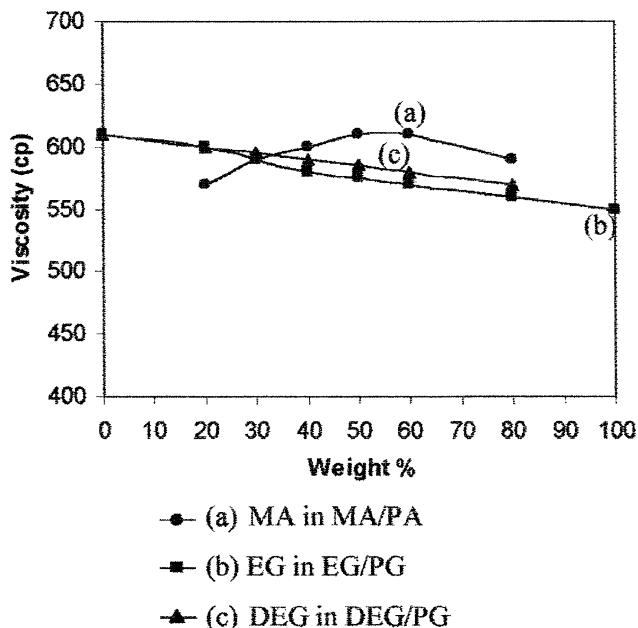 700
650
600
550
500
450
400
Viscosity (cp)
(a)
(c)
(b)
0 10 20 30 40 50 60 70 80 90 100
Weight %
(a) MA in MA/PA
(b) EG in EG/PG
(c) DEG in DEG/PG